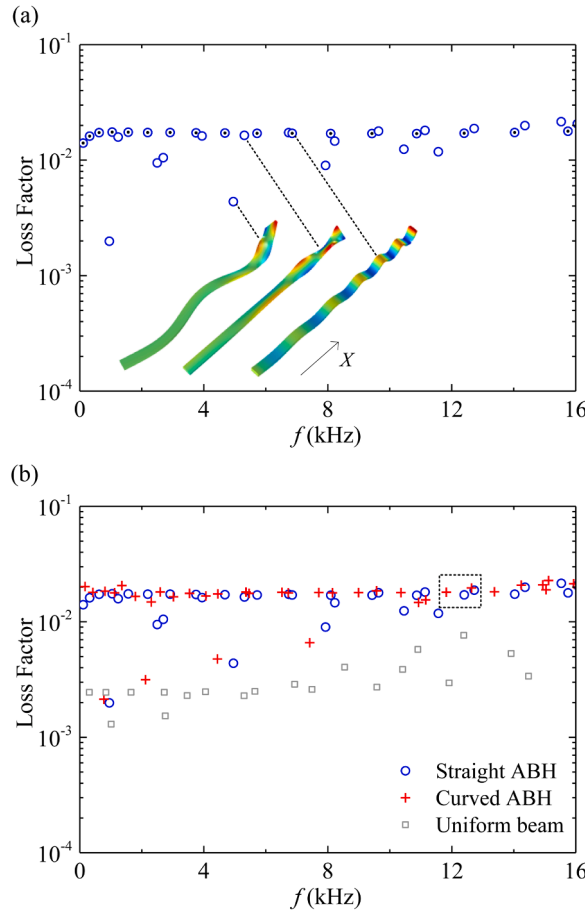 (a)
10⁻¹
10⁻²
10⁻³
10⁻⁴
Loss Factor
X
0 4 8 12 16
f (kHz)
(b)
10⁻¹
10⁻²
10⁻³
10⁻⁴
Loss Factor
Straight ABH
Curved ABH
Uniform beam
0 4 8 12 16
f (kHz)